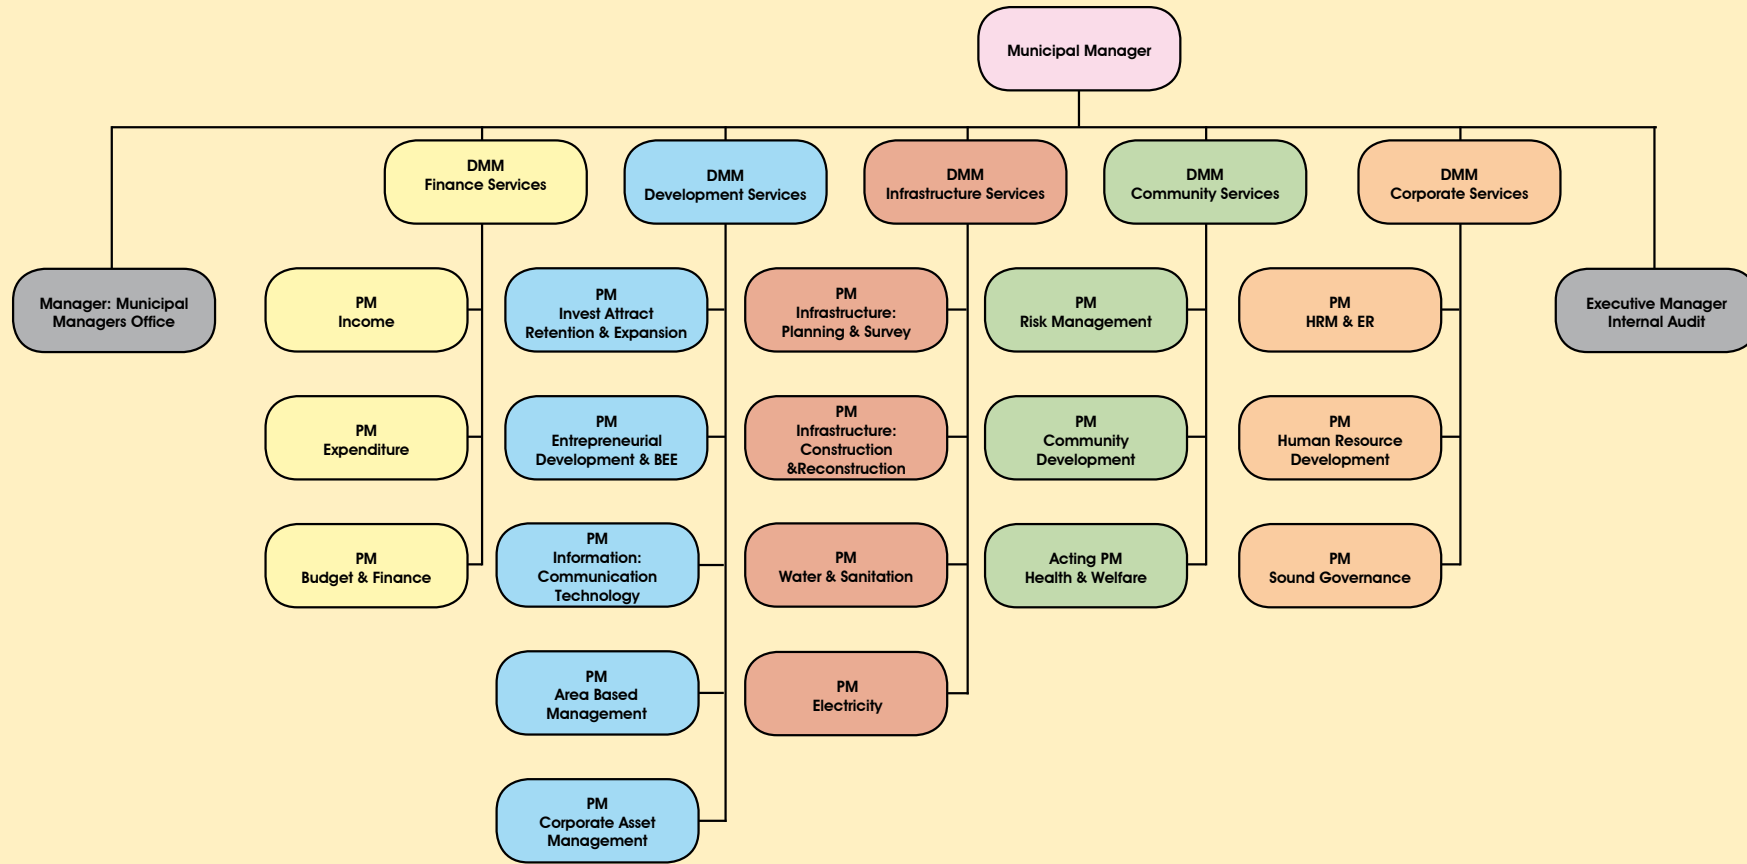 Municipal Manager
DMM
Finance Services
DMM
Development Services
DMM
Infrastructure Services
DMM
Community Services
DMM
Corporate Services
Manager: Municipal
Managers Office
PM
Income
PM
Invest Attract
Retention & Expansion
PM
Infrastructure:
Planning & Survey
PM
Risk Management
PM
HRM & ER
Executive Manager
Internal Audit
PM
Expenditure
PM
Entrepreneurial
Development & BEE
PM
Infrastructure:
Construction
&Reconstruction
PM
Community
Development
PM
Human Resource
Development
PM
Budget & Finance
PM
Information:
Communication
Technology
PM
Water & Sanitation
Acting PM
Health & Welfare
PM
Sound Governance
PM
Area Based
Management
PM
Electricity
PM
Corporate Asset
Management